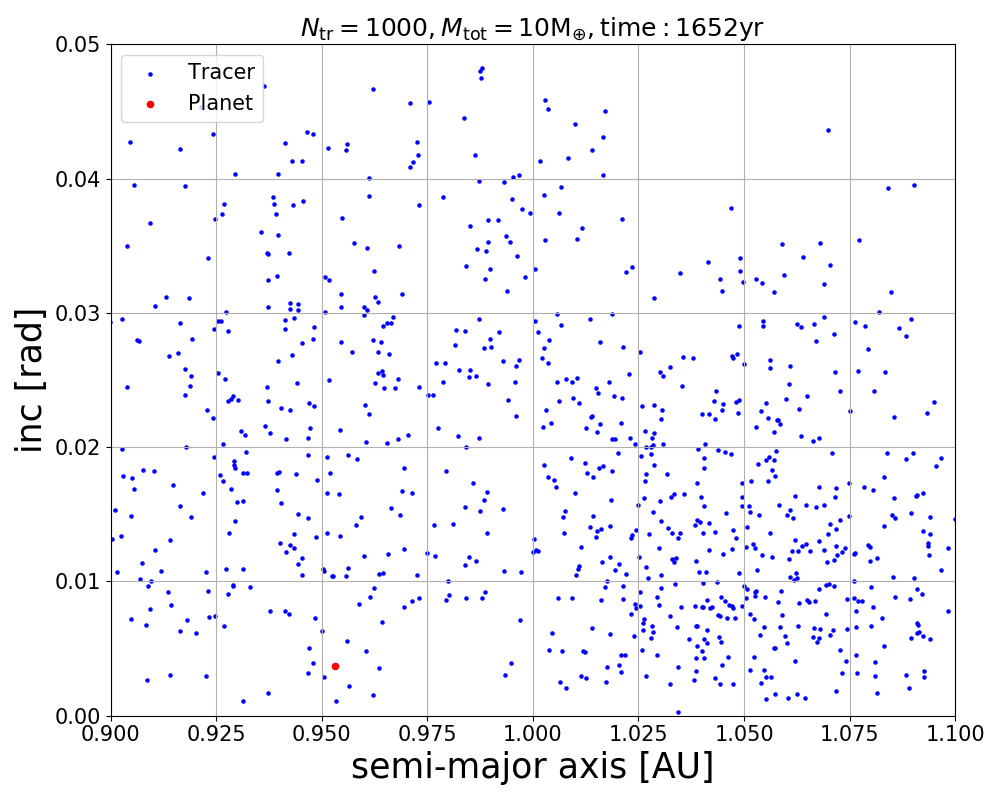 N_tr = 1000, M_tot = 10M_⊕, time : 1652yr
Tracer
Planet
inc [rad]
0.05
0.04
0.03
0.02
0.01
0.00
0.900 0.925 0.950 0.975 1.000 1.025 1.050 1.075 1.100
semi-major axis [AU]